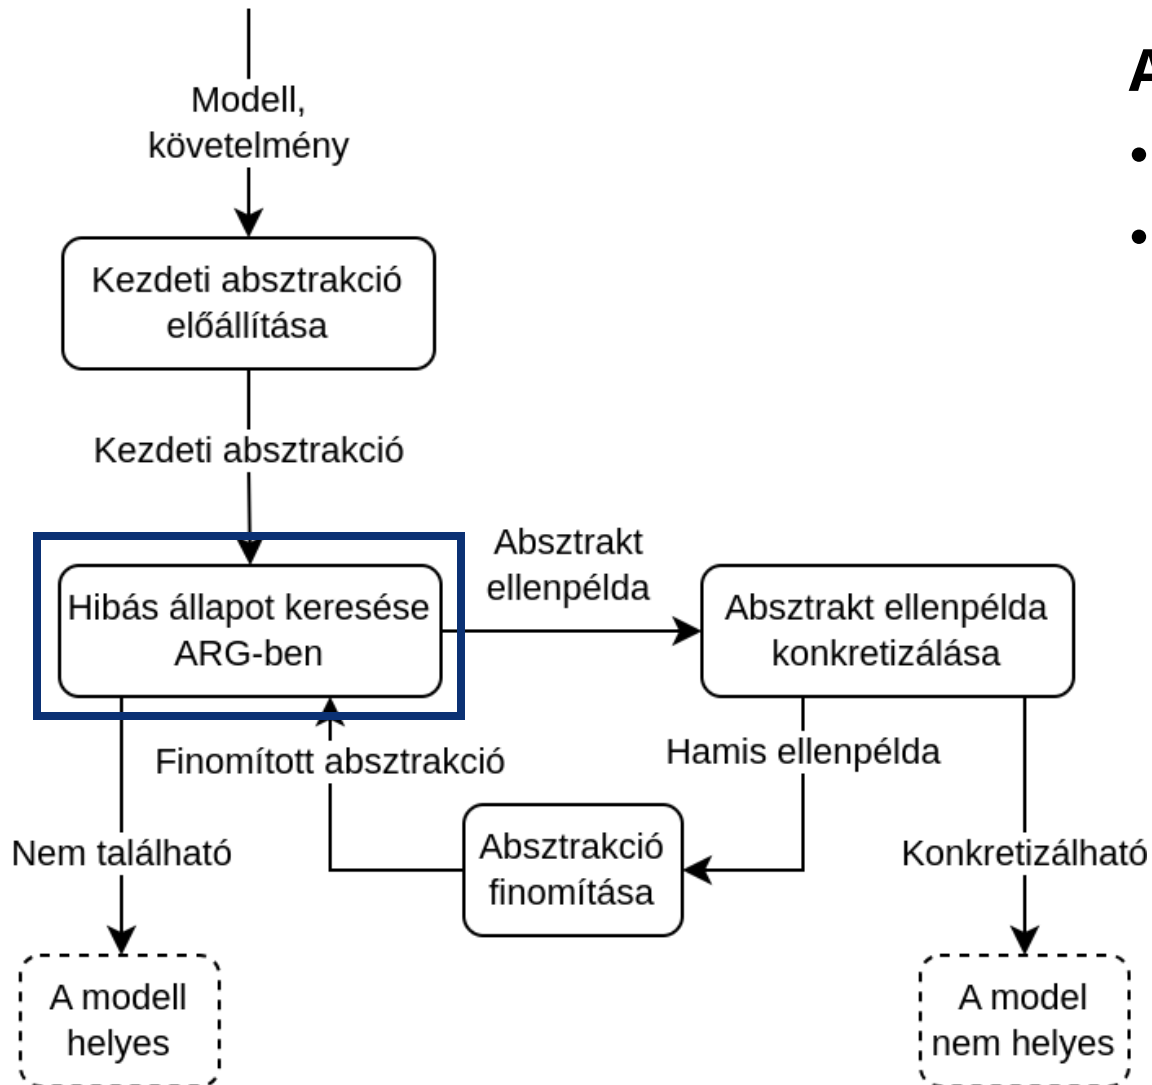 Modell,
követelmény
A
•
•
Kezdeti absztrakció
előállítása
Kezdeti absztrakció
Absztrakt
ellenpélda
Hibás állapot keresése
ARG-ben
Absztrakt ellenpélda
konkretizálása
Finomított absztrakció
Hamis ellenpélda
Absztrakció
finomítása
Nem található
Konkretizálható
A modell
helyes
A model
nem helyes